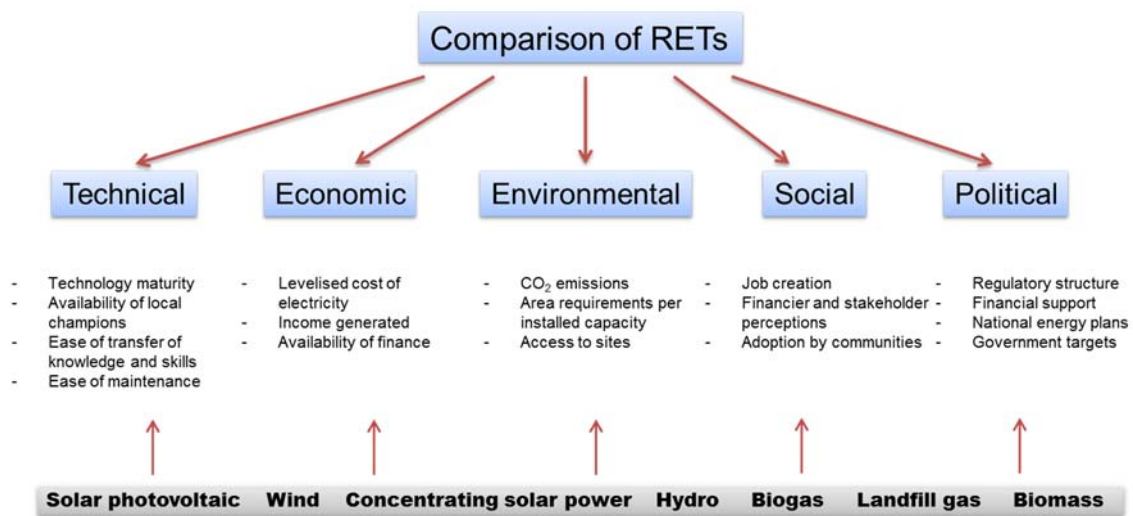 Comparison of RETs
Technical
Economic
Environmental
Social
Political
- Technology maturity
- Availability of local
champions
- Ease of transfer of
knowledge and skills
- Ease of maintenance
- Levelised cost of
electricity
- Income generated
- Availability of finance
- CO₂ emissions
- Area requirements per
installed capacity
- Access to sites
- Job creation
- Financier and stakeholder
perceptions
- Adoption by communities
- Regulatory structure
- Financial support
- National energy plans
- Government targets
Solar photovoltaic Wind Concentrating solar power Hydro Biogas Landfill gas Biomass